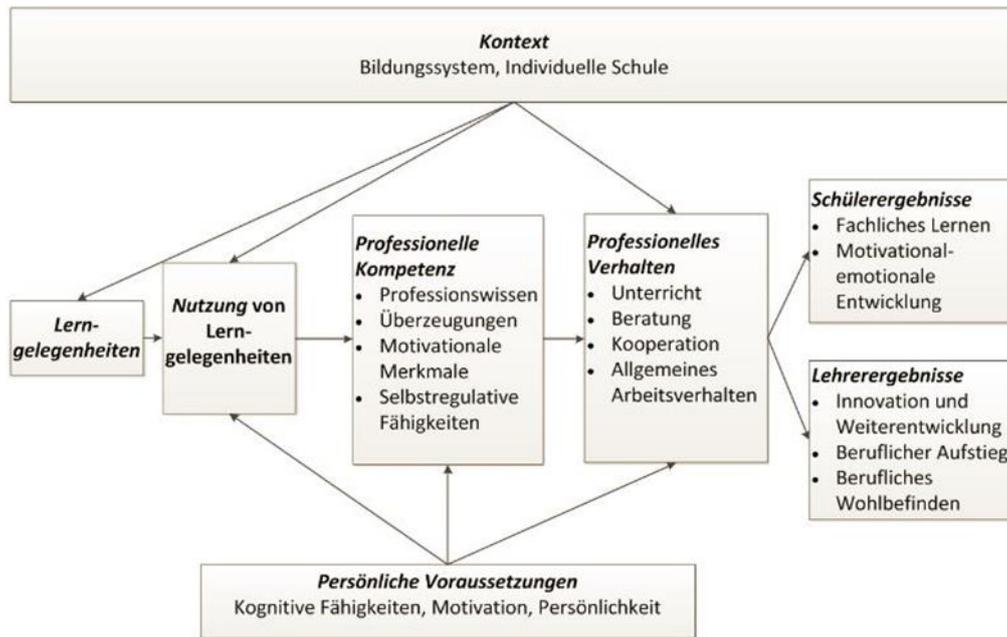 Kontext
Bildungssystem, Individuelle Schule
Lern-
gelegenheiten
Nutzung von
Lern-
gelegenheiten
Professionelle
Kompetenz
• Professionswissen
• Überzeugungen
• Motivationale
Merkmale
• Selbstregulative
Fähigkeiten
Professionelles
Verhalten
• Unterricht
• Beratung
• Kooperation
• Allgemeines
Arbeitsverhalten
Schülerergebnisse
• Fachliches Lernen
• Motivational-
emotionale
Entwicklung
Lehrerergebnisse
• Innovation und
Weiterentwicklung
• Beruflicher Aufstieg
• Berufliches
Wohlbefinden
Persönliche Voraussetzungen
Kognitive Fähigkeiten, Motivation, Persönlichkeit